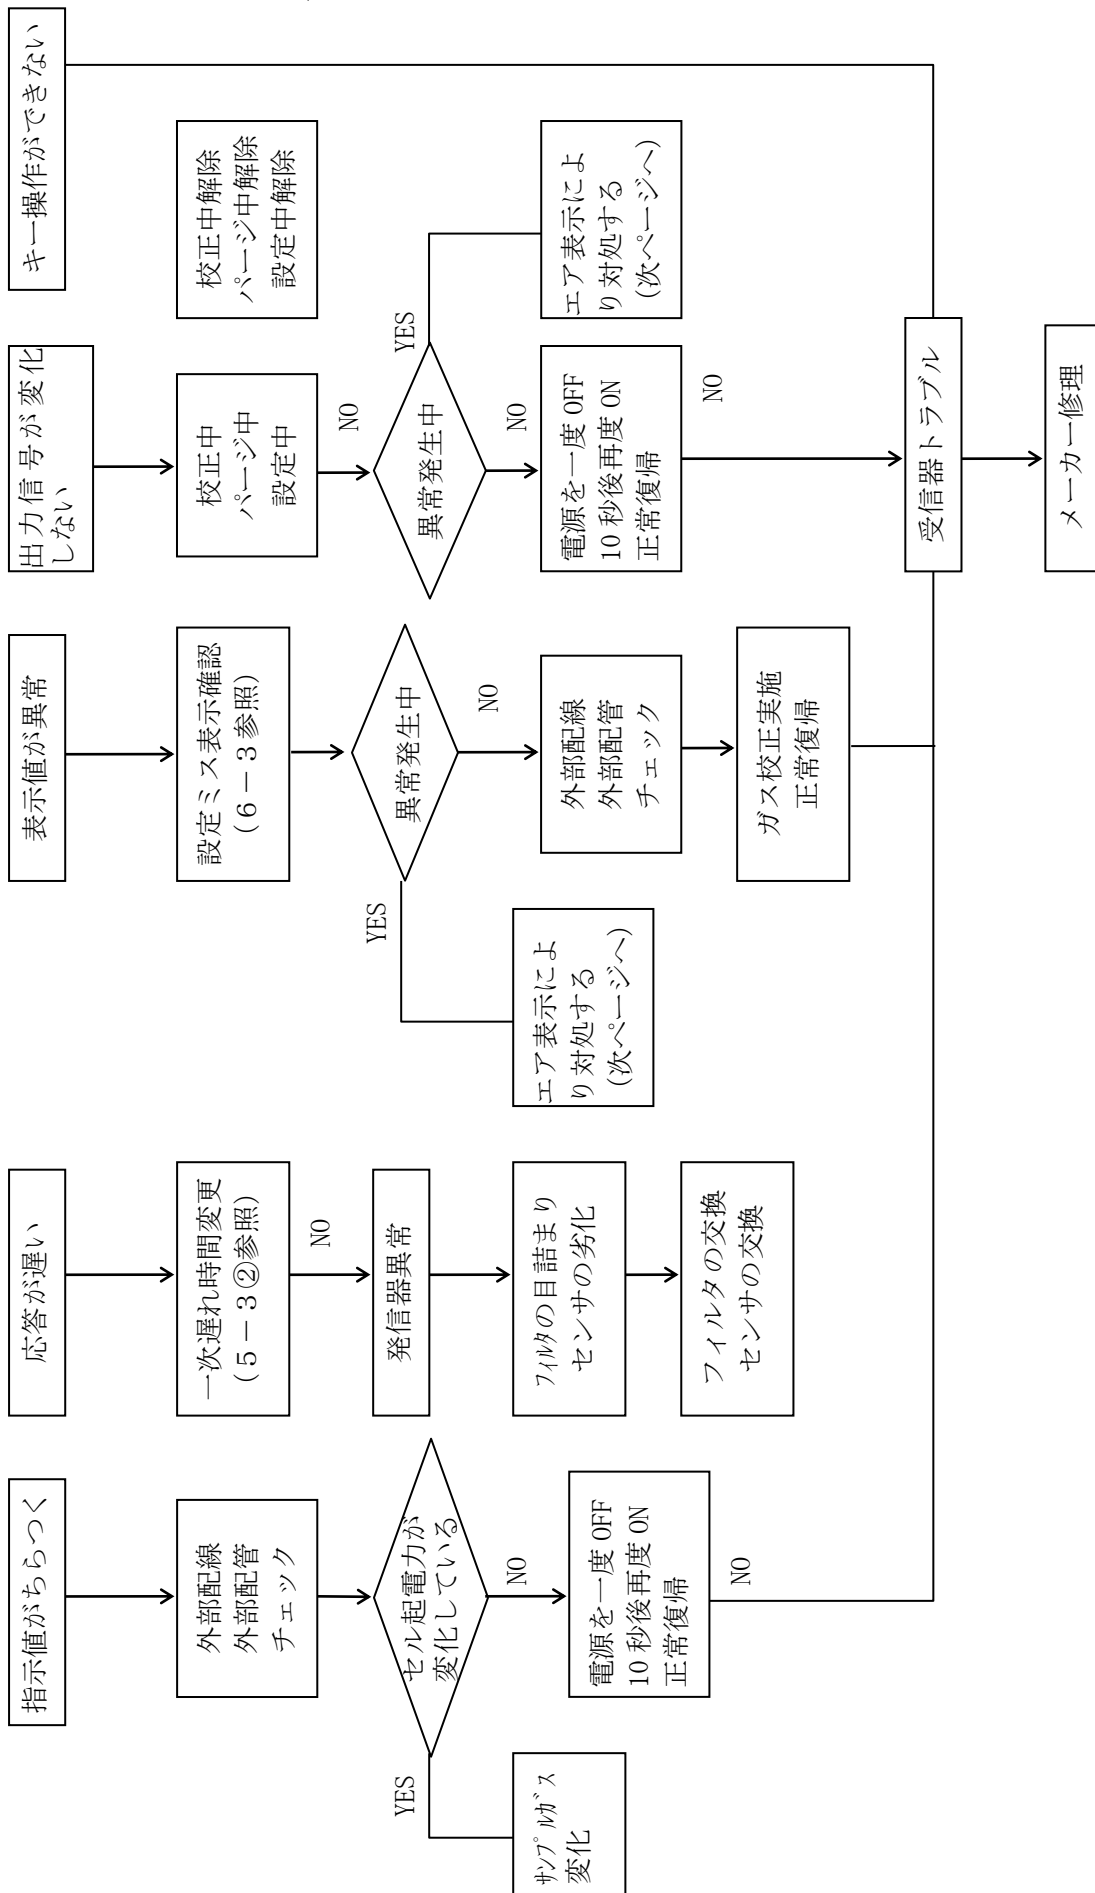 指示値がちらつく
外部配線
外部配管
チェック
セル起電力が
変化している
YES
サンプルガス
変化
NO
電源を一度 OFF
10 秒後再度 ON
正常復帰
NO
応答が遅い
一次遅れ時間変更
(5-3②参照)
NO
発信器異常
フィルタの目詰まり
センサの劣化
フィルタの交換
センサの交換
表示値が異常
設定ミス表示確認
(6-3参照)
異常発生中
YES
エア表示によ
り対処する
(次ページへ)
NO
外部配線
外部配管
チェック
ガス校正実施
正常復帰
出力信号が変化
しない
校正中
パージ中
設定中
校正中解除
パージ中解除
設定中解除
NO
異常発生中
YES
エア表示によ
り対処する
(次ページへ)
NO
電源を一度 OFF
10 秒後再度 ON
正常復帰
NO
キー操作ができない
受信器トラブル
メーカー修理